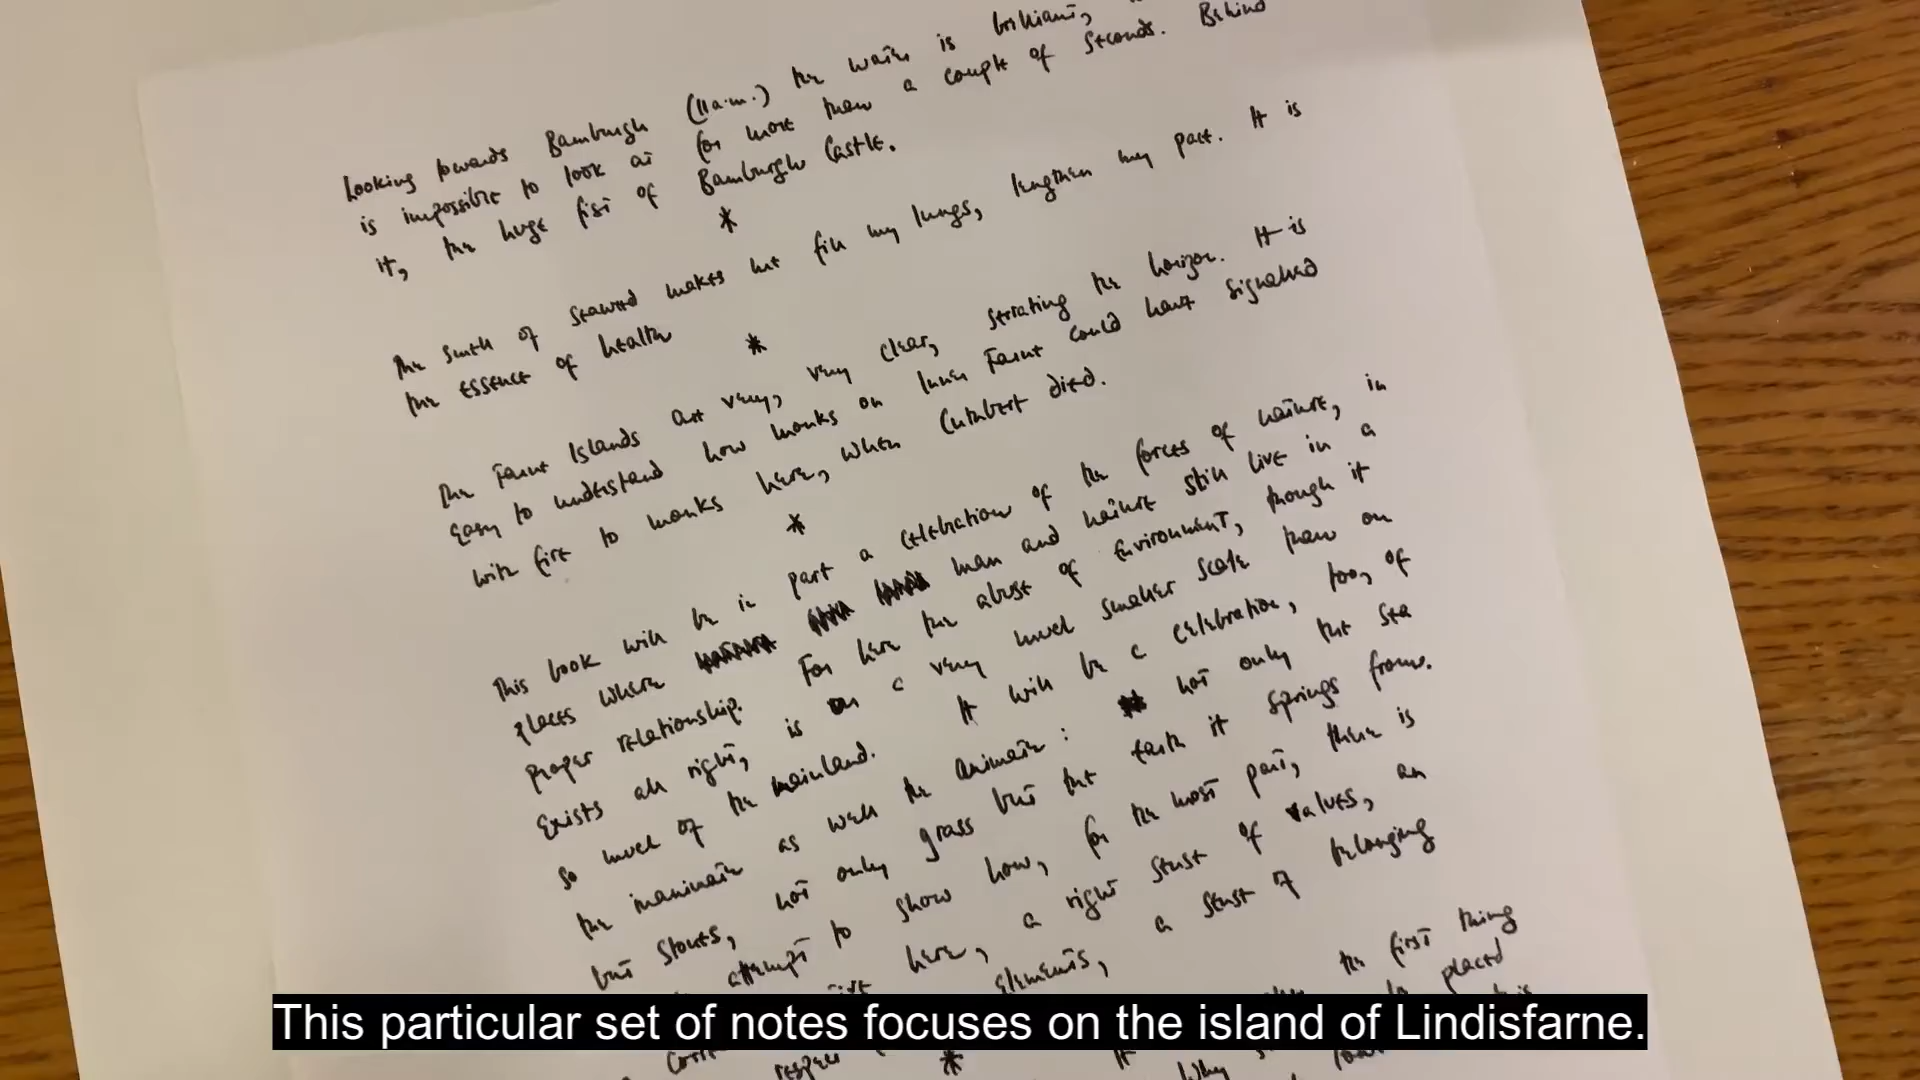 Looking towards Bamburgh (11a.m.) the water is brilliant,
is impossible to look at for more than a couple of seconds. Behind
it, the huge fist of Bamburgh Castle.
*
The smell of seaweed makes me fill my lungs, lengthen my pace. It is
the essence of health
*
The Farne Islands are very, very clear, serrating the horizon. It is
easy to understand how monks on Inner Farne could have signalled
with fire to monks here, when Cuthbert died.
*
This book will be in part a celebration of the forces of nature, in
places where man and nature still live in a
proper relationship. For here the abuse of environment, though it
exists all right, is on a very much smaller scale than on
so much of the mainland. It will be a celebration, too, of
the inanimate as well the animate: not only the sea
but stones, not only grass but the earth it springs from.
attempt to show how, for the most part, there is
here, a right sense of values, an
elements, a sense of belonging
the first thing
placed
*
It
Why
This particular set of notes focuses on the island of Lindisfarne.